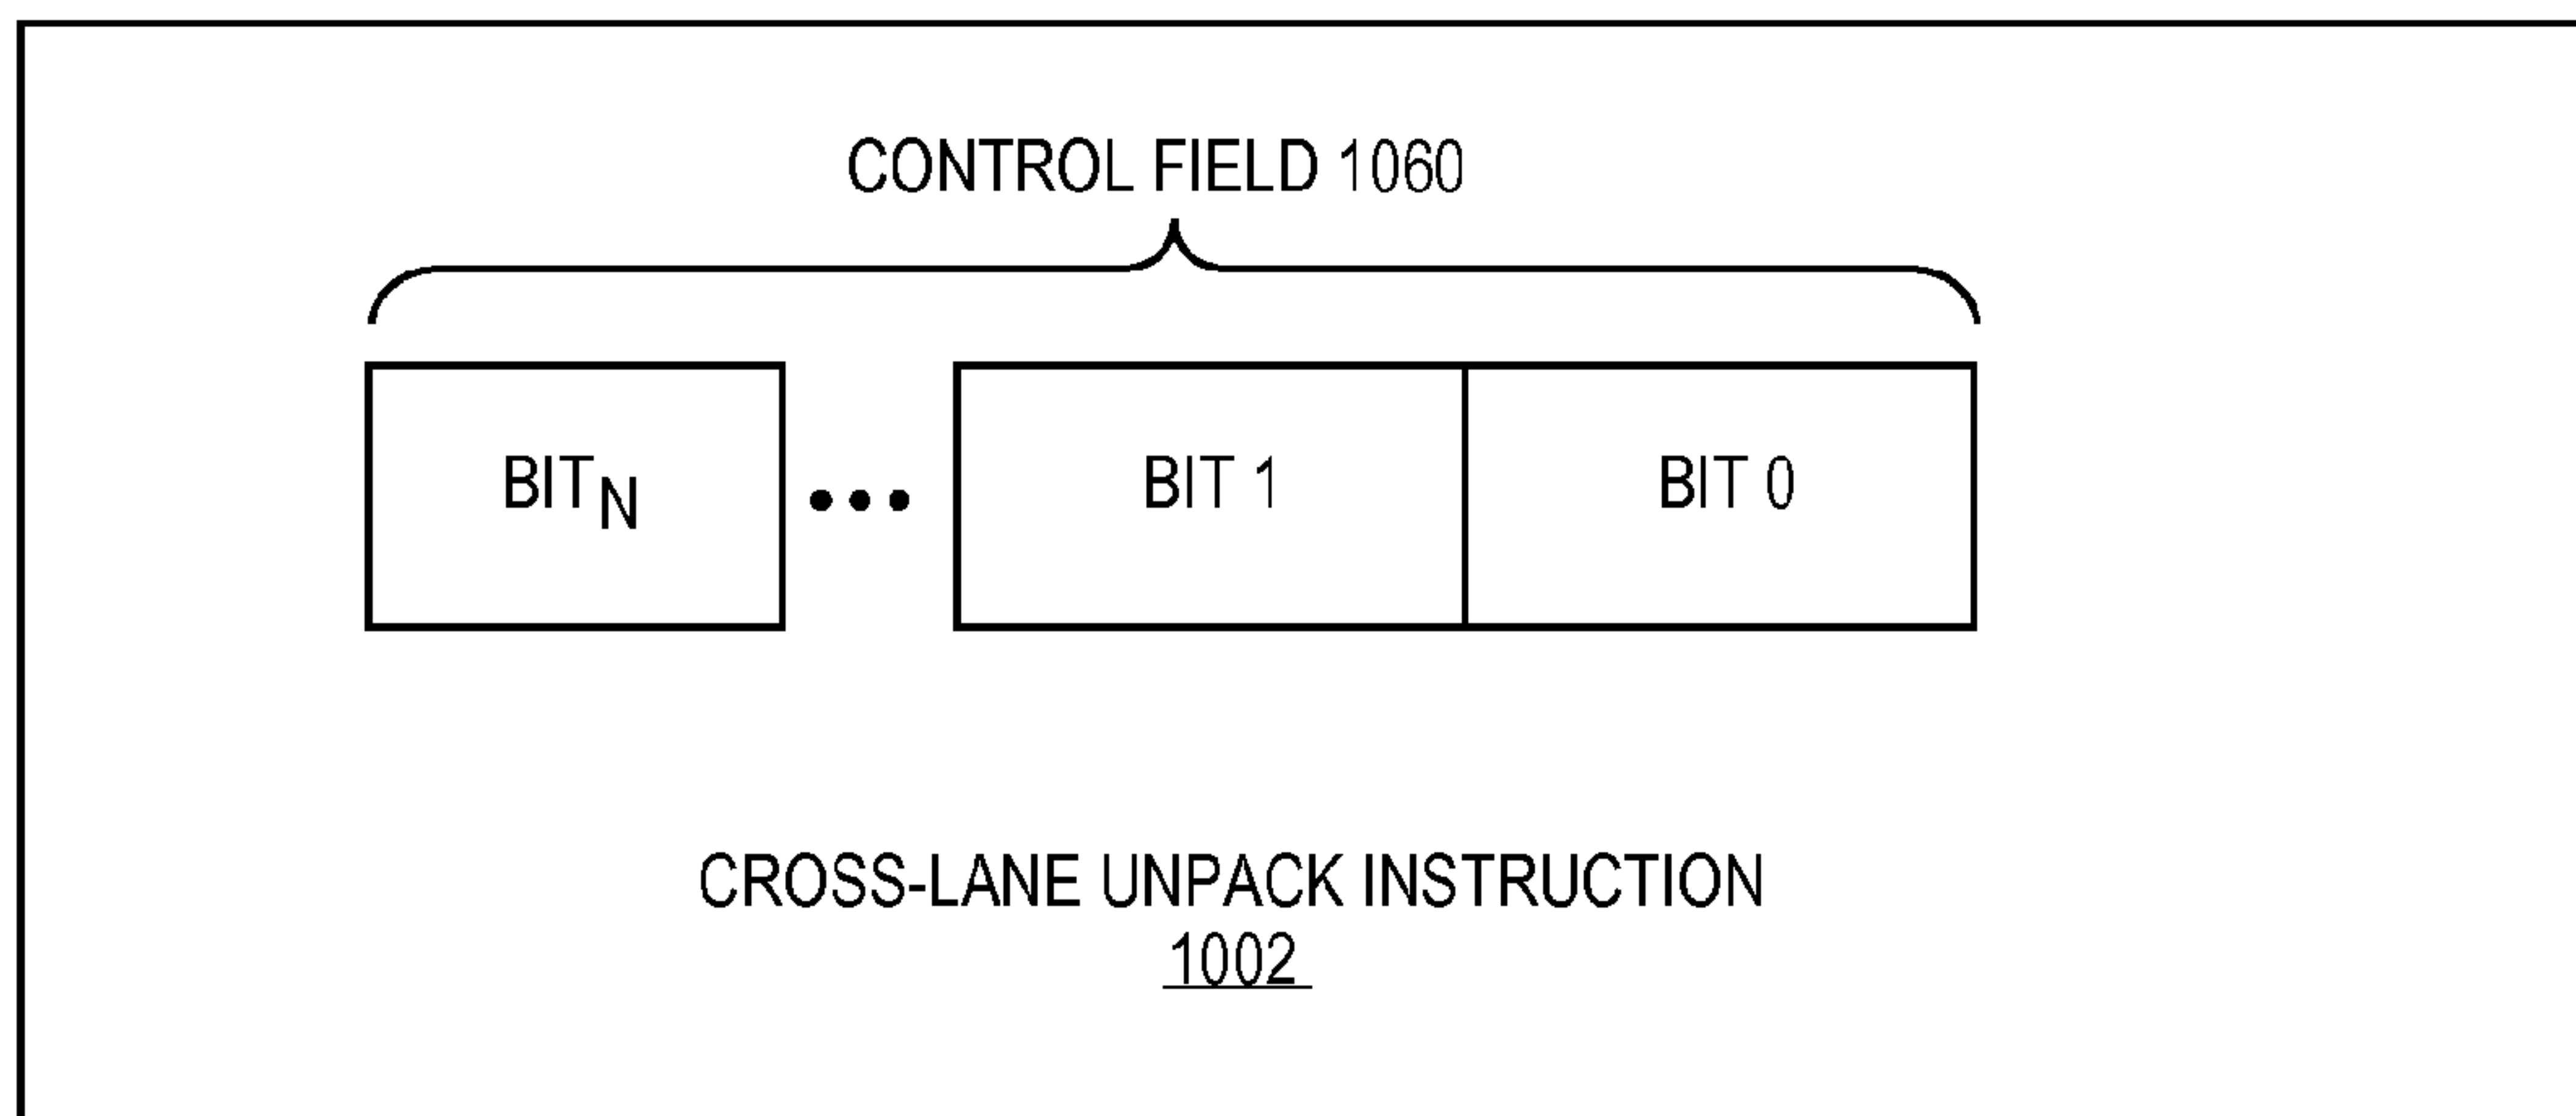 CONTROL FIELD 1060
BITN ••• BIT 1 BIT 0
CROSS-LANE UNPACK INSTRUCTION
1002